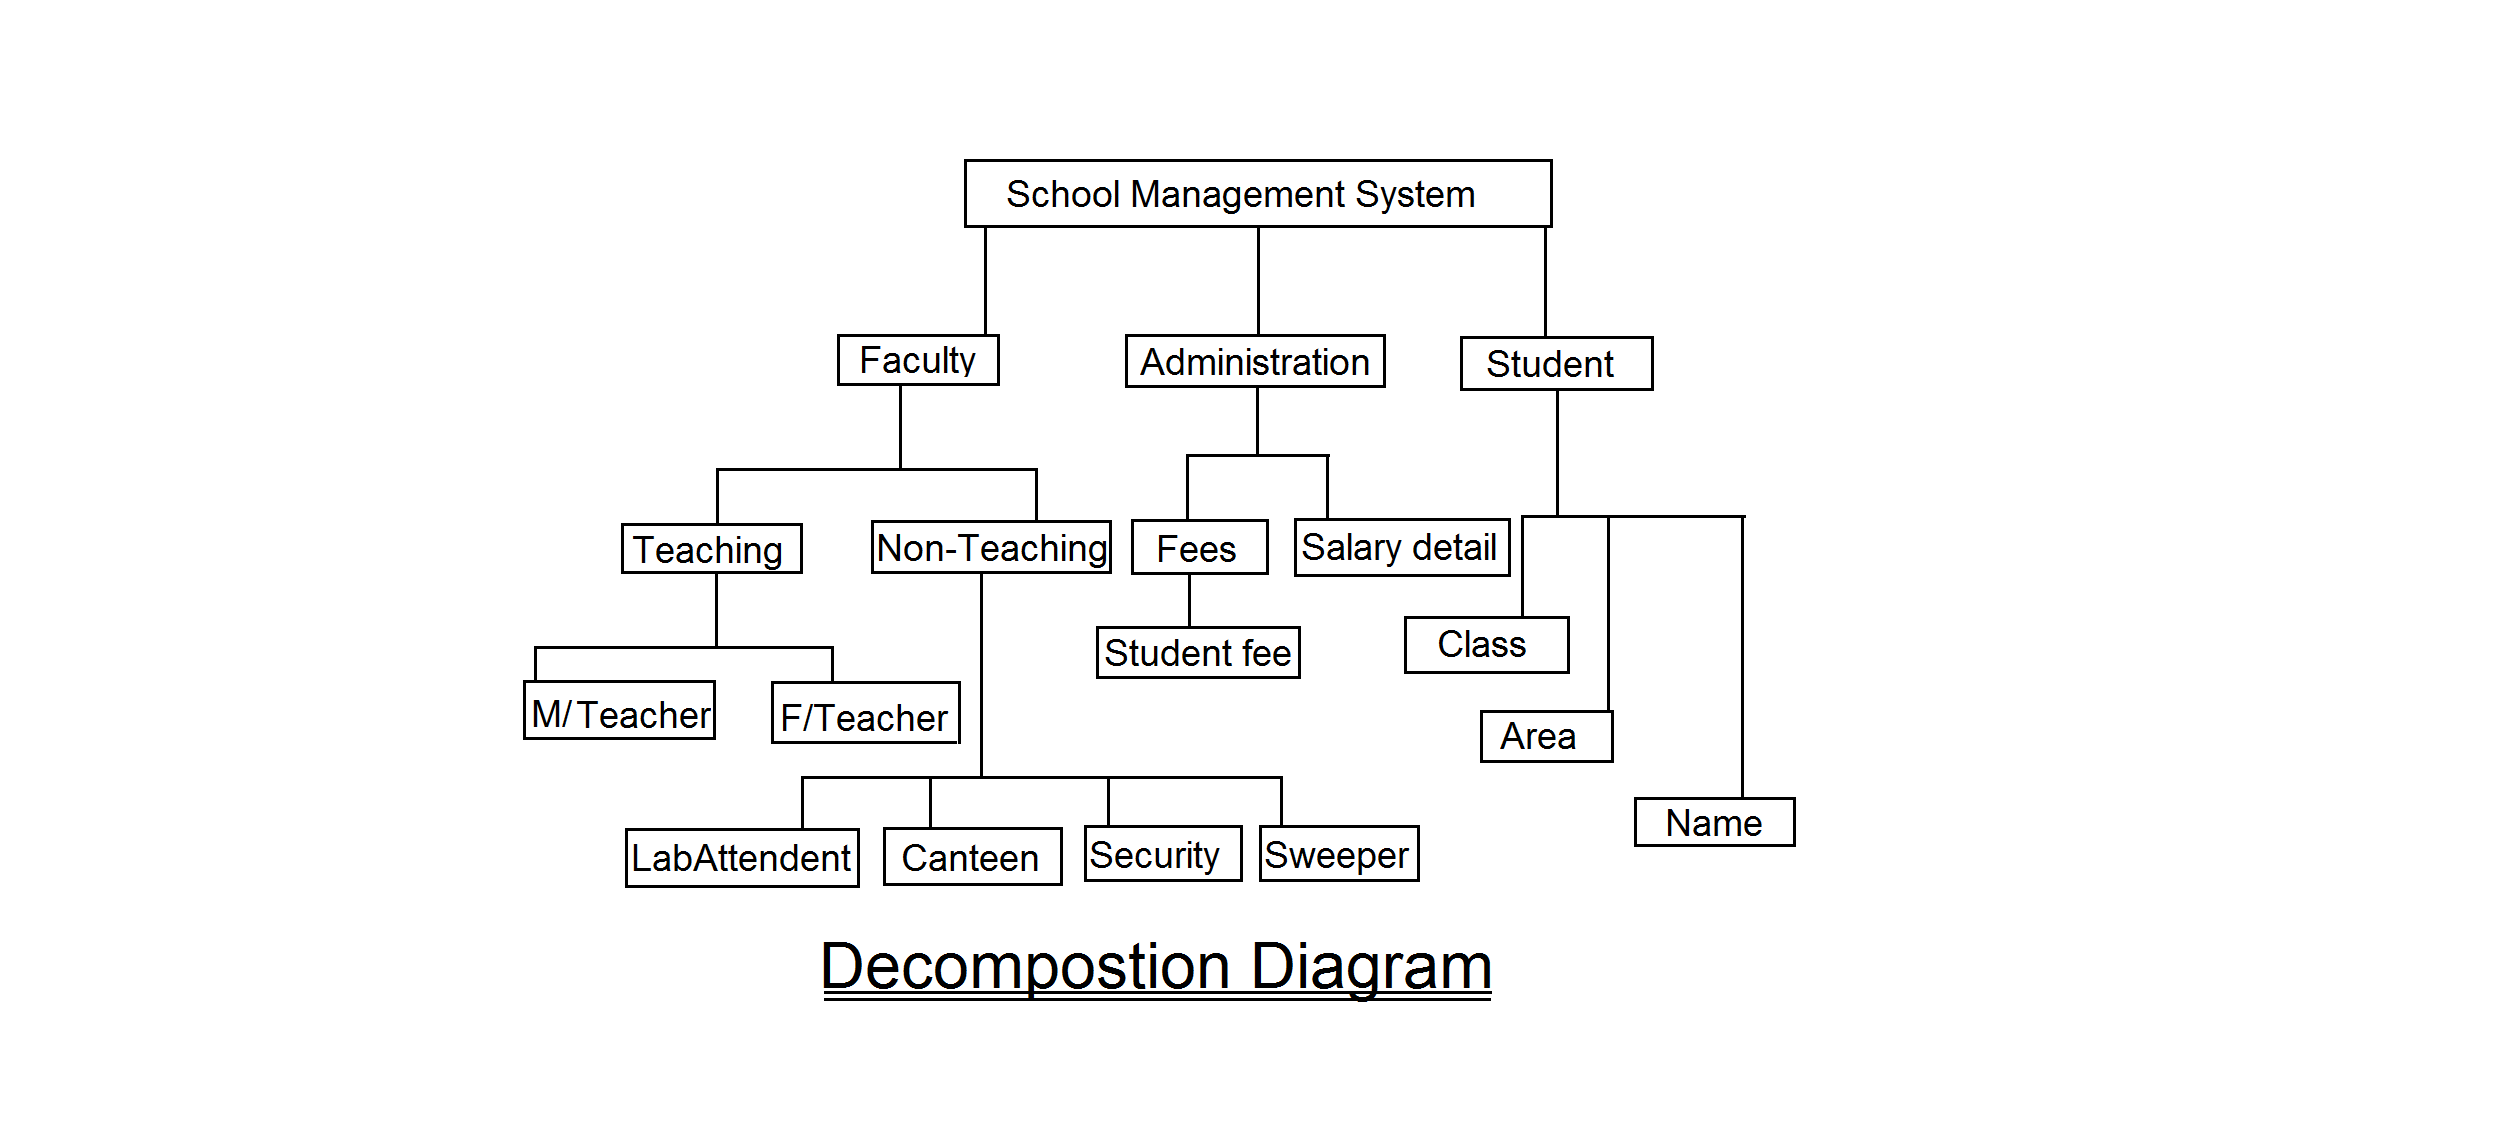 School Management System
Faculty
Administration
Student
Teaching
Non-Teaching
Fees
Salary detail
Class
Student fee
M/Teacher
F/Teacher
Area
Name
LabAttendent
Canteen
Security
Sweeper
Decompostion Diagram